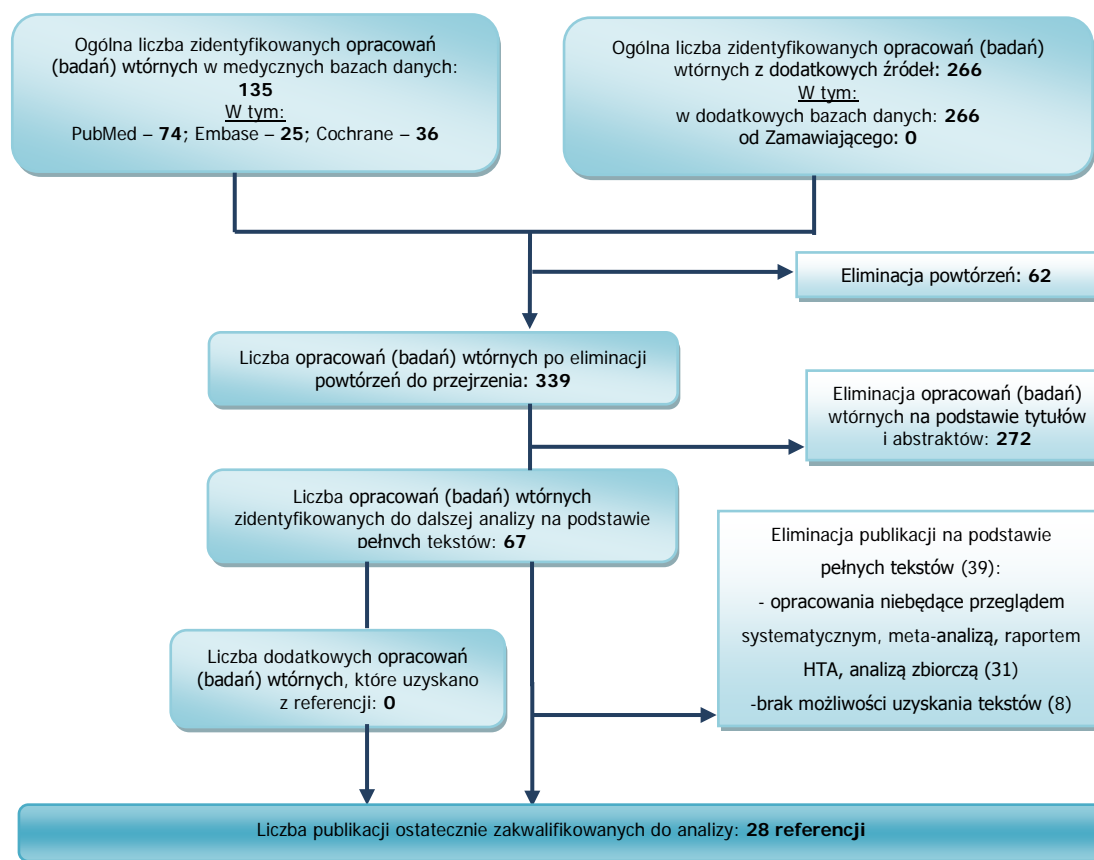 Ogólna liczba zidentyfikowanych opracowań
(badań) wtórnych w medycznych bazach danych:
135
W tym:
PubMed – 74; Embase – 25; Cochrane – 36
Ogólna liczba zidentyfikowanych opracowań (badań)
wtórnych z dodatkowych źródeł: 266
W tym:
w dodatkowych bazach danych: 266
od Zamawiającego: 0
Eliminacja powtórzeń: 62
Liczba opracowań (badań) wtórnych po eliminacji
powtórzeń do przejrzenia: 339
Eliminacja opracowań (badań)
wtórnych na podstawie tytułów
i abstraktów: 272
Liczba opracowań (badań) wtórnych
zidentyfikowanych do dalszej analizy na podstawie
pełnych tekstów: 67
Eliminacja publikacji na podstawie
pełnych tekstów (39):
- opracowania niebędące przeglądem
systematycznym, meta-analizą, raportem
HTA, analizą zbiorczą (31)
-brak możliwości uzyskania tekstów (8)
Liczba dodatkowych opracowań
(badań) wtórnych, które uzyskano
z referencji: 0
Liczba publikacji ostatecznie zakwalifikowanych do analizy: 28 referencji